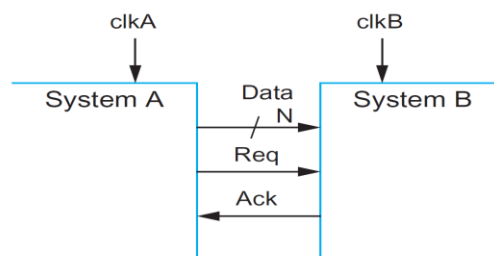 clkA clkB
System A Data System B
N
Req
Ack